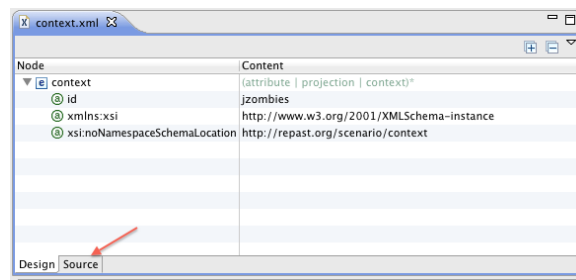 context.xml
Node Content
context (attribute | projection | context)*
id jzombies
xmlns:xsi http://www.w3.org/2001/XMLSchema-instance
xsi:noNamespaceSchemaLocation http://repast.org/scenario/context
Design Source